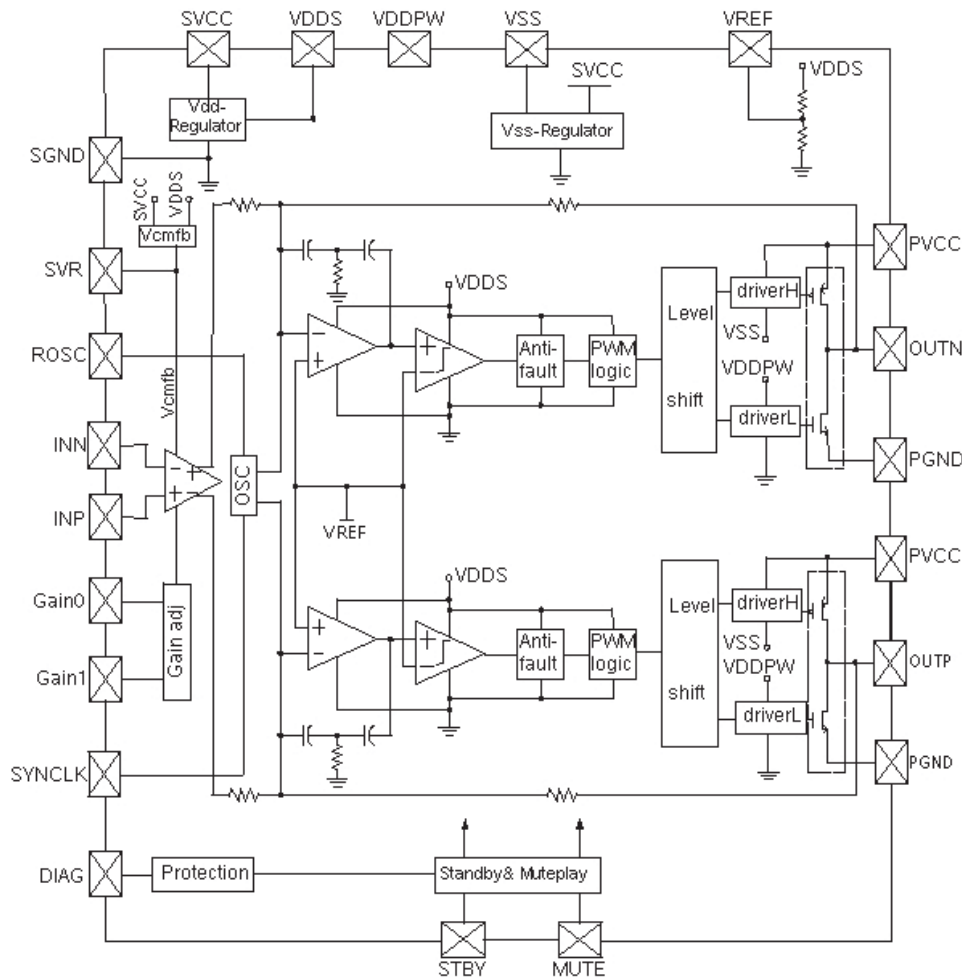 SVCC VDDS VDDPW VSS VREF
SVCC
VDDS
Vdd-
Regulator
Vss-Regulator
SGND
SVCC
VDDS
Vcmfb
PVCC
SVR
VDDS
driverH
Level
shift
VSS
ROSC
Anti-
fault
PWM
logic
OUTN
Vcmfb
VDDPW
driverL
INN
PGND
OSC
INP
VREF
PVCC
VDDS
Gain0
Level
shift
driverH
Gain adj
Anti-
fault
PWM
logic
VSS
VDDPW
OUTP
Gain1
driverL
SYNCLK
PGND
DIAG
Protection
Standby& Muteplay
STBY
MUTE